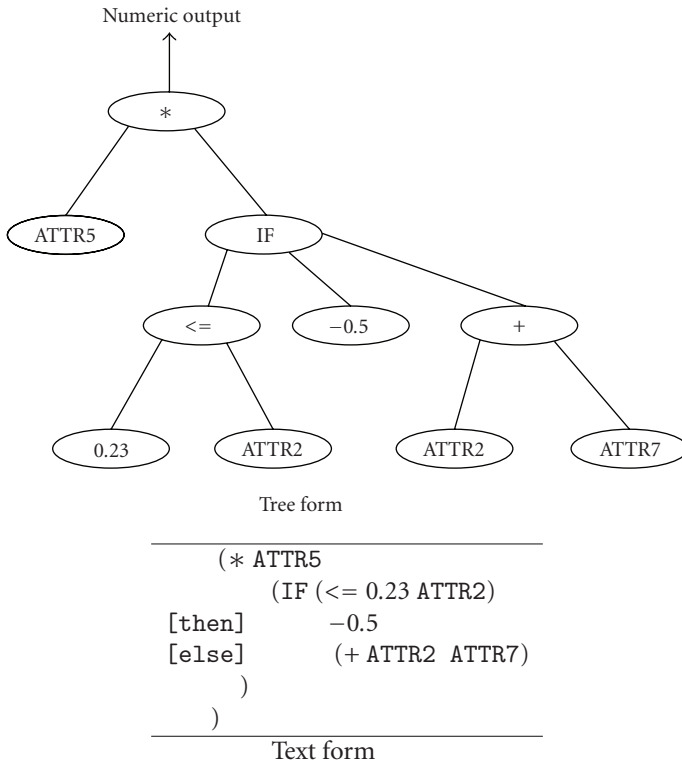 Numeric output
*
ATTR5 IF
<= −0.5 +
0.23 ATTR2 ATTR2 ATTR7
Tree form
(* ATTR5
(IF (<= 0.23 ATTR2)
[then] −0.5
[else] (+ ATTR2 ATTR7)
)
)
Text form